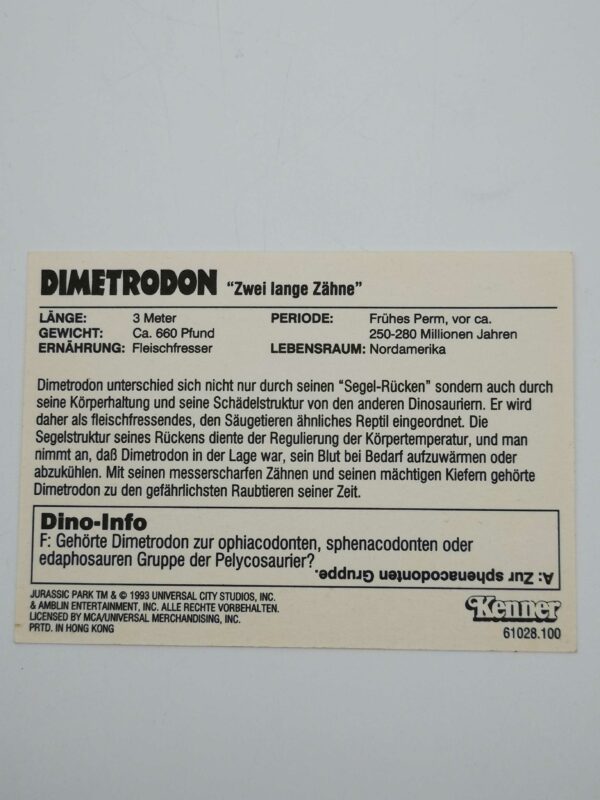 DIMETRODON "Zwei lange Zähne"
LÄNGE: 3 Meter PERIODE: Frühes Perm, vor ca.
GEWICHT: Ca. 660 Pfund 250-280 Millionen Jahren
ERNÄHRUNG: Fleischfresser LEBENSRAUM: Nordamerika
Dimetrodon unterschied sich nicht nur durch seinen "Segel-Rücken" sondern auch durch
seine Körperhaltung und seine Schädelstruktur von den anderen Dinosauriern. Er wird
daher als fleischfressendes, den Säugetieren ähnliches Reptil eingeordnet. Die
Segelstruktur seines Rückens diente der Regulierung der Körpertemperatur, und man
nimmt an, daß Dimetrodon in der Lage war, sein Blut bei Bedarf aufzuwärmen oder
abzukühlen. Mit seinen messerscharfen Zähnen und seinen mächtigen Kiefern gehörte
Dimetrodon zu den gefährlichsten Raubtieren seiner Zeit.
Dino-Info
F: Gehörte Dimetrodon zur ophiacodonten, sphenacodonten oder
edaphosauren Gruppe der Pelycosaurier?
A: Zur sphenacodonten Gruppe.
JURASSIC PARK TM & © 1993 UNIVERSAL CITY STUDIOS, INC.
& AMBLIN ENTERTAINMENT, INC. ALLE RECHTE VORBEHALTEN.
LICENSED BY MCA/UNIVERSAL MERCHANDISING, INC.
PRTD. IN HONG KONG
Kenner
61028.100